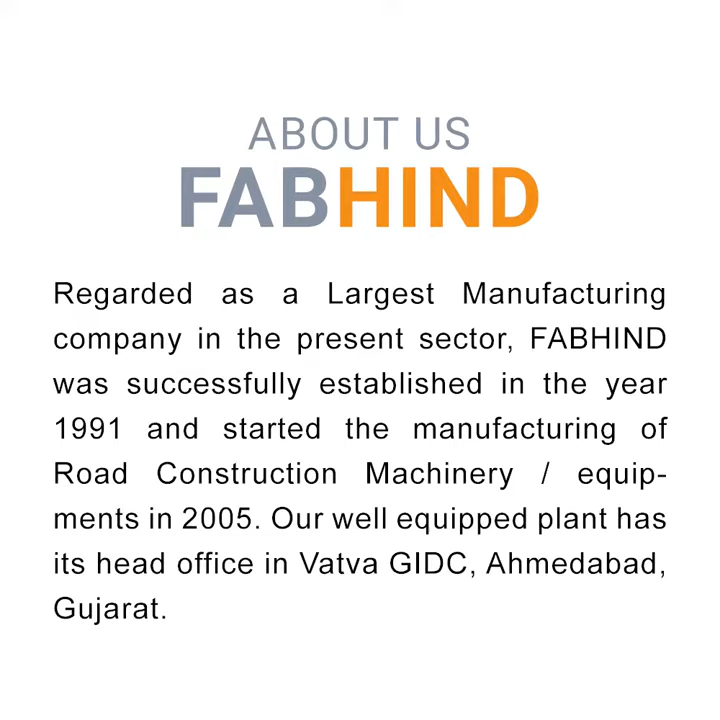 ABOUT US
FABHIND
Regarded as a Largest Manufacturing
company in the present sector, FABHIND
was successfully established in the year
1991 and started the manufacturing of
Road Construction Machinery / equip-
ments in 2005. Our well equipped plant has
its head office in Vatva GIDC, Ahmedabad,
Gujarat.